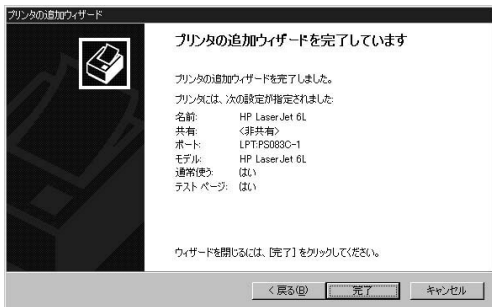 プリンタの追加ウィザード
プリンタの追加ウィザードを完了しています
プリンタの追加ウィザードを完了しました。
プリンタには、次の設定が指定されました:
名前: HP LaserJet 6L
共有: <非共有>
ポート: LPT:PS083C-1
モデル: HP LaserJet 6L
通常使う: はい
テスト ページ: はい
ウィザードを閉じるには、[完了] をクリックしてください。
< 戻る(B) 完了 キャンセル